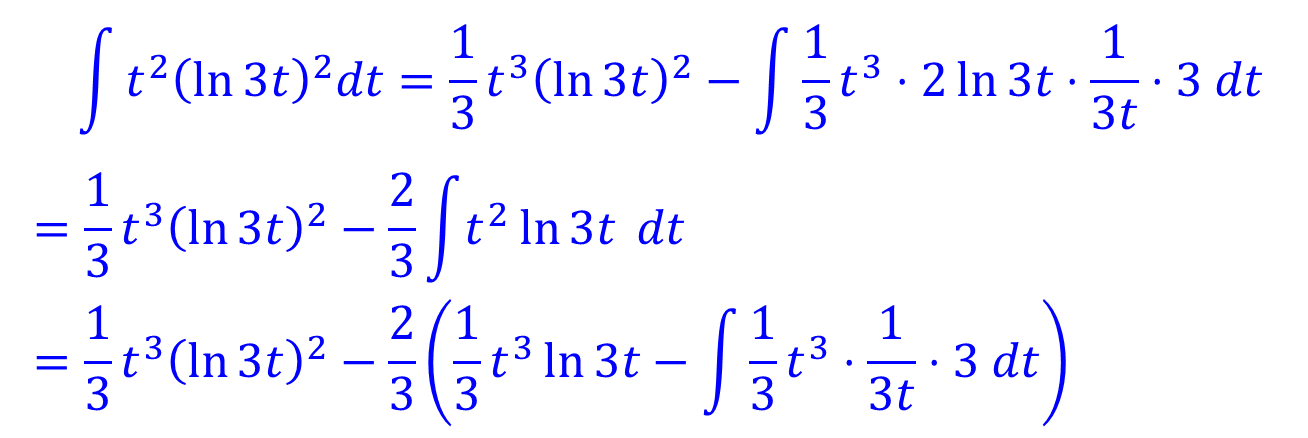 ∫ t²(ln 3t)²dt = 1/3 t³(ln 3t)² − ∫ 1/3 t³ · 2 ln 3t · 1/(3t) · 3 dt
= 1/3 t³(ln 3t)² − 2/3 ∫ t² ln 3t dt
= 1/3 t³(ln 3t)² − 2/3 (1/3 t³ ln 3t − ∫ 1/3 t³ · 1/(3t) · 3 dt)